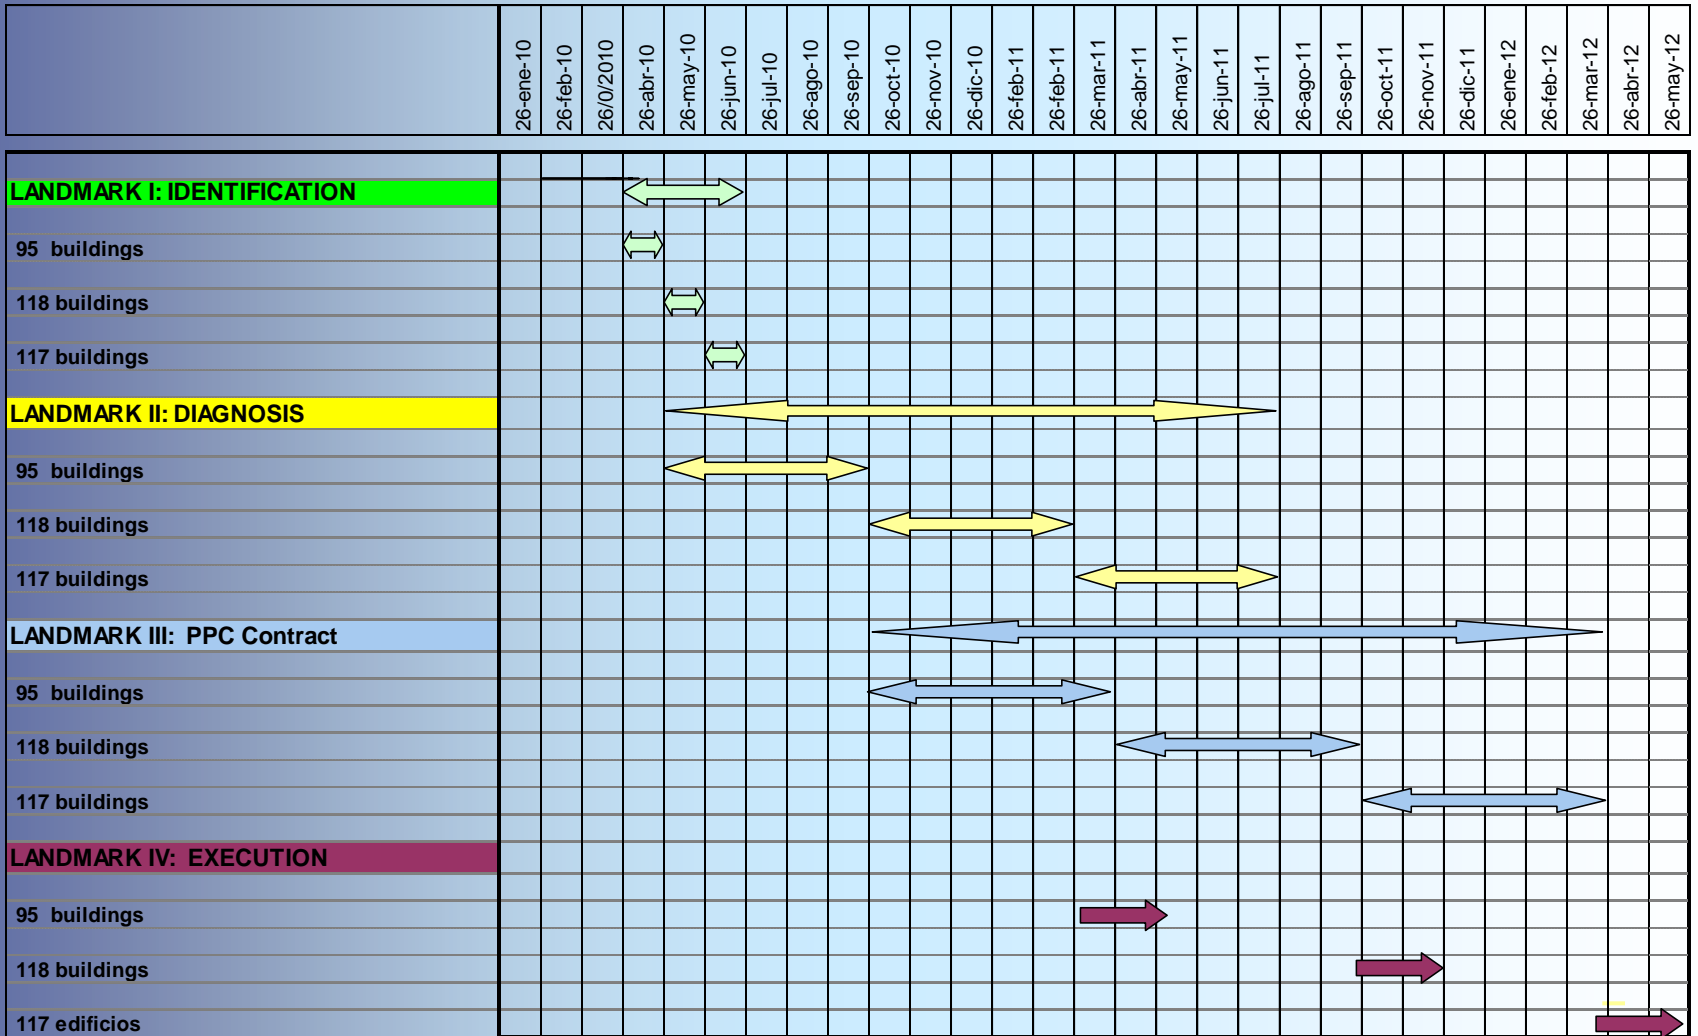 26-ene-10
26-feb-10
26/0/2010
26-abr-10
26-may-10
26-jun-10
26-jul-10
26-ago-10
26-sep-10
26-oct-10
26-nov-10
26-dic-10
26-feb-11
26-feb-11
26-mar-11
26-abr-11
26-may-11
26-jun-11
26-jul-11
26-ago-11
26-sep-11
26-oct-11
26-nov-11
26-dic-11
26-ene-12
26-feb-12
26-mar-12
26-abr-12
26-may-12
LANDMARK I: IDENTIFICATION
95 buildings
118 buildings
117 buildings
LANDMARK II: DIAGNOSIS
95 buildings
118 buildings
117 buildings
LANDMARK III: PPC Contract
95 buildings
118 buildings
117 buildings
LANDMARK IV: EXECUTION
95 buildings
118 buildings
117 edificios